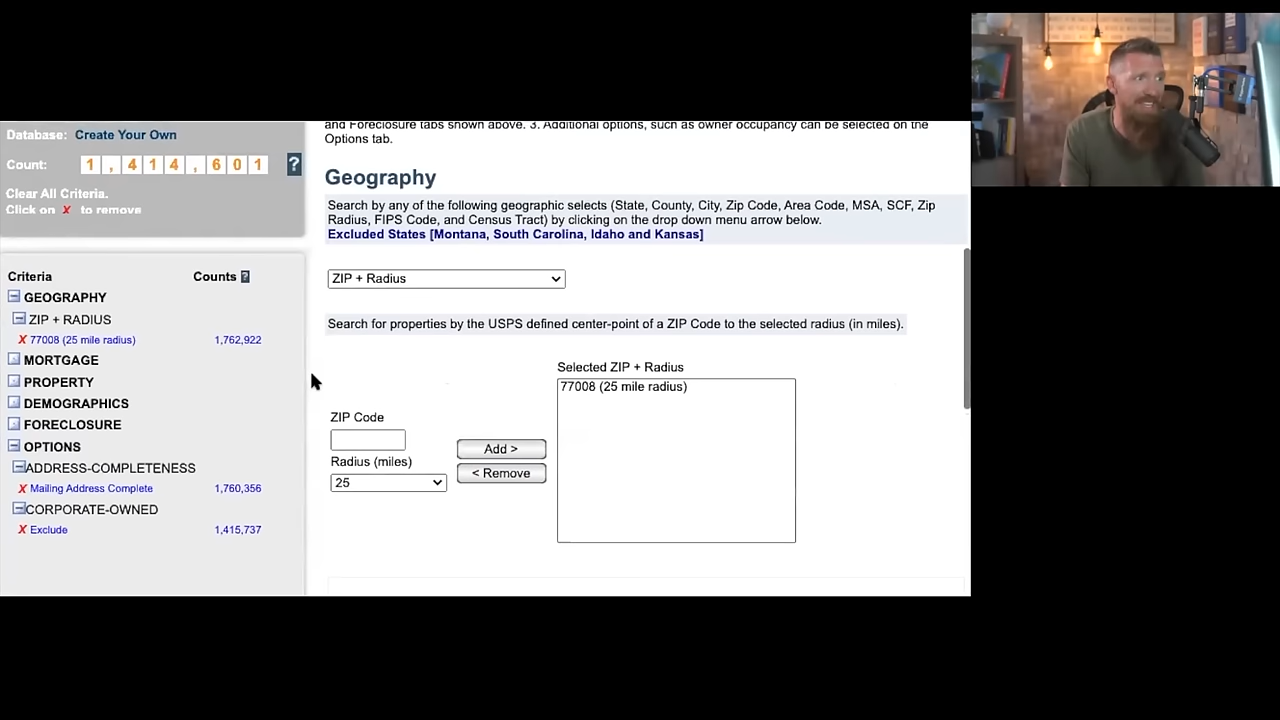 Database: Create Your Own
Count: 1,414,601 ?
Clear All Criteria.
Click on X to remove
Criteria Counts ?
GEOGRAPHY
ZIP + RADIUS
X 77008 (25 mile radius) 1,762,922
MORTGAGE
PROPERTY
DEMOGRAPHICS
FORECLOSURE
OPTIONS
ADDRESS-COMPLETENESS
X Mailing Address Complete 1,760,356
CORPORATE-OWNED
X Exclude 1,415,737
and Foreclosure tabs shown above. 3. Additional options, such as owner occupancy can be selected on the
Options tab.
Geography
Search by any of the following geographic selects (State, County, City, Zip Code, Area Code, MSA, SCF, Zip
Radius, FIPS Code, and Census Tract) by clicking on the drop down menu arrow below.
Excluded States [Montana, South Carolina, Idaho and Kansas]
ZIP + Radius
Search for properties by the USPS defined center-point of a ZIP Code to the selected radius (in miles).
Selected ZIP + Radius
77008 (25 mile radius)
ZIP Code
Add >
Radius (miles)
< Remove
25